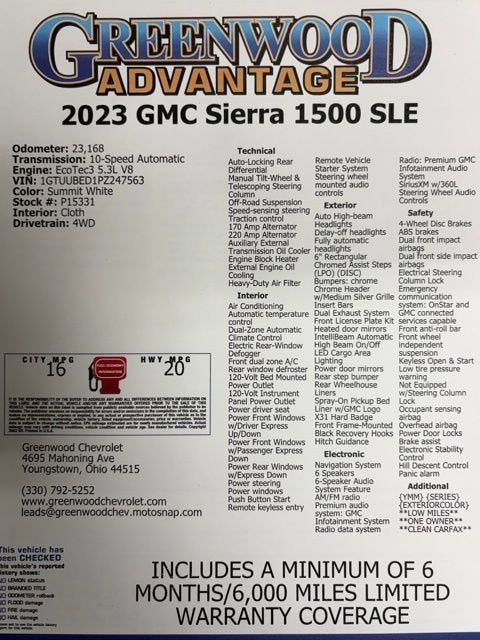 GREENWOOD
ADVANTAGE
2023 GMC Sierra 1500 SLE
Odometer: 23,168
Transmission: 10-Speed Automatic
Engine: EcoTec3 5.3L V8
VIN: 1GTUUBED1PZ247563
Color: Summit White
Stock #: P15331
Interior: Cloth
Drivetrain: 4WD
CITY MPG
16
FUEL ECONOMY
INFORMATION
HWY MPG
20
Greenwood Chevrolet
4695 Mahoning Ave
Youngstown, Ohio 44515
(330) 792-5252
www.greenwoodchevrolet.com
leads@greenwoodchev.motosnap.com
Technical
Auto-Locking Rear
Differential
Manual Tilt-Wheel &
Telescoping Steering
Column
Off-Road Suspension
Speed-sensing steering
Traction control
170 Amp Alternator
220 Amp Alternator
Auxiliary External
Transmission Oil Cooler
Engine Block Heater
External Engine Oil
Cooling
Heavy-Duty Air Filter
Interior
Air Conditioning
Automatic temperature
control
Dual-Zone Automatic
Climate Control
Electric Rear-Window
Defogger
Front dual zone A/C
Rear window defroster
120-Volt Bed Mounted
Power Outlet
120-Volt Instrument
Panel Power Outlet
Power driver seat
Power Front Windows
w/Driver Express
Up/Down
Power Front Windows
w/Passenger Express
Down
Power Rear Windows
w/Express Down
Power steering
Power windows
Push Button Start
Remote keyless entry
Remote Vehicle
Starter System
Steering wheel
mounted audio
controls
Exterior
Auto High-beam
Headlights
Delay-off headlights
Fully automatic
headlights
6" Rectangular
Chromed Assist Steps
(LPO) (DISC)
Bumpers: chrome
Chrome Header
w/Medium Silver Grille
Insert Bars
Dual Exhaust System
Front License Plate Kit
Heated door mirrors
IntelliBeam Automatic
High Beam On/Off
LED Cargo Area
Lighting
Power door mirrors
Rear step bumper
Rear Wheelhouse
Liners
Spray-On Pickup Bed
Liner w/GMC Logo
X31 Hard Badge
Front Frame-Mounted
Black Recovery Hooks
Hitch Guidance
Electronic
Navigation System
6 Speakers
6-Speaker Audio
System Feature
AM/FM radio
Premium audio
system: GMC
Infotainment System
Radio data system
Radio: Premium GMC
Infotainment Audio
System
SiriusXM w/360L
Steering Wheel Audio
Controls
Safety
4-Wheel Disc Brakes
ABS brakes
Dual front impact
airbags
Dual front side impact
airbags
Electrical Steering
Column Lock
Emergency
communication
system: OnStar and
GMC connected
services capable
Front anti-roll bar
Front wheel
independent
suspension
Keyless Open & Start
Low tire pressure
warning
Not Equipped
w/Steering Column
Lock
Occupant sensing
airbag
Overhead airbag
Power Door Locks
Brake assist
Electronic Stability
Control
Hill Descent Control
Panic alarm
Additional
{YMM} {SERIES}
{EXTERIORCOLOR}
**LOW MILES**
**ONE OWNER**
**CLEAN CARFAX**
This vehicle has
been CHECKED
this vehicle's reported
history shows:
NO LEMON status
NO BRANDED TITLE
NO ODOMETER rollback
NO FLOOD damage
NO FIRE damage
NO HAIL damage
INCLUDES A MINIMUM OF 6
MONTHS/6,000 MILES LIMITED
WARRANTY COVERAGE